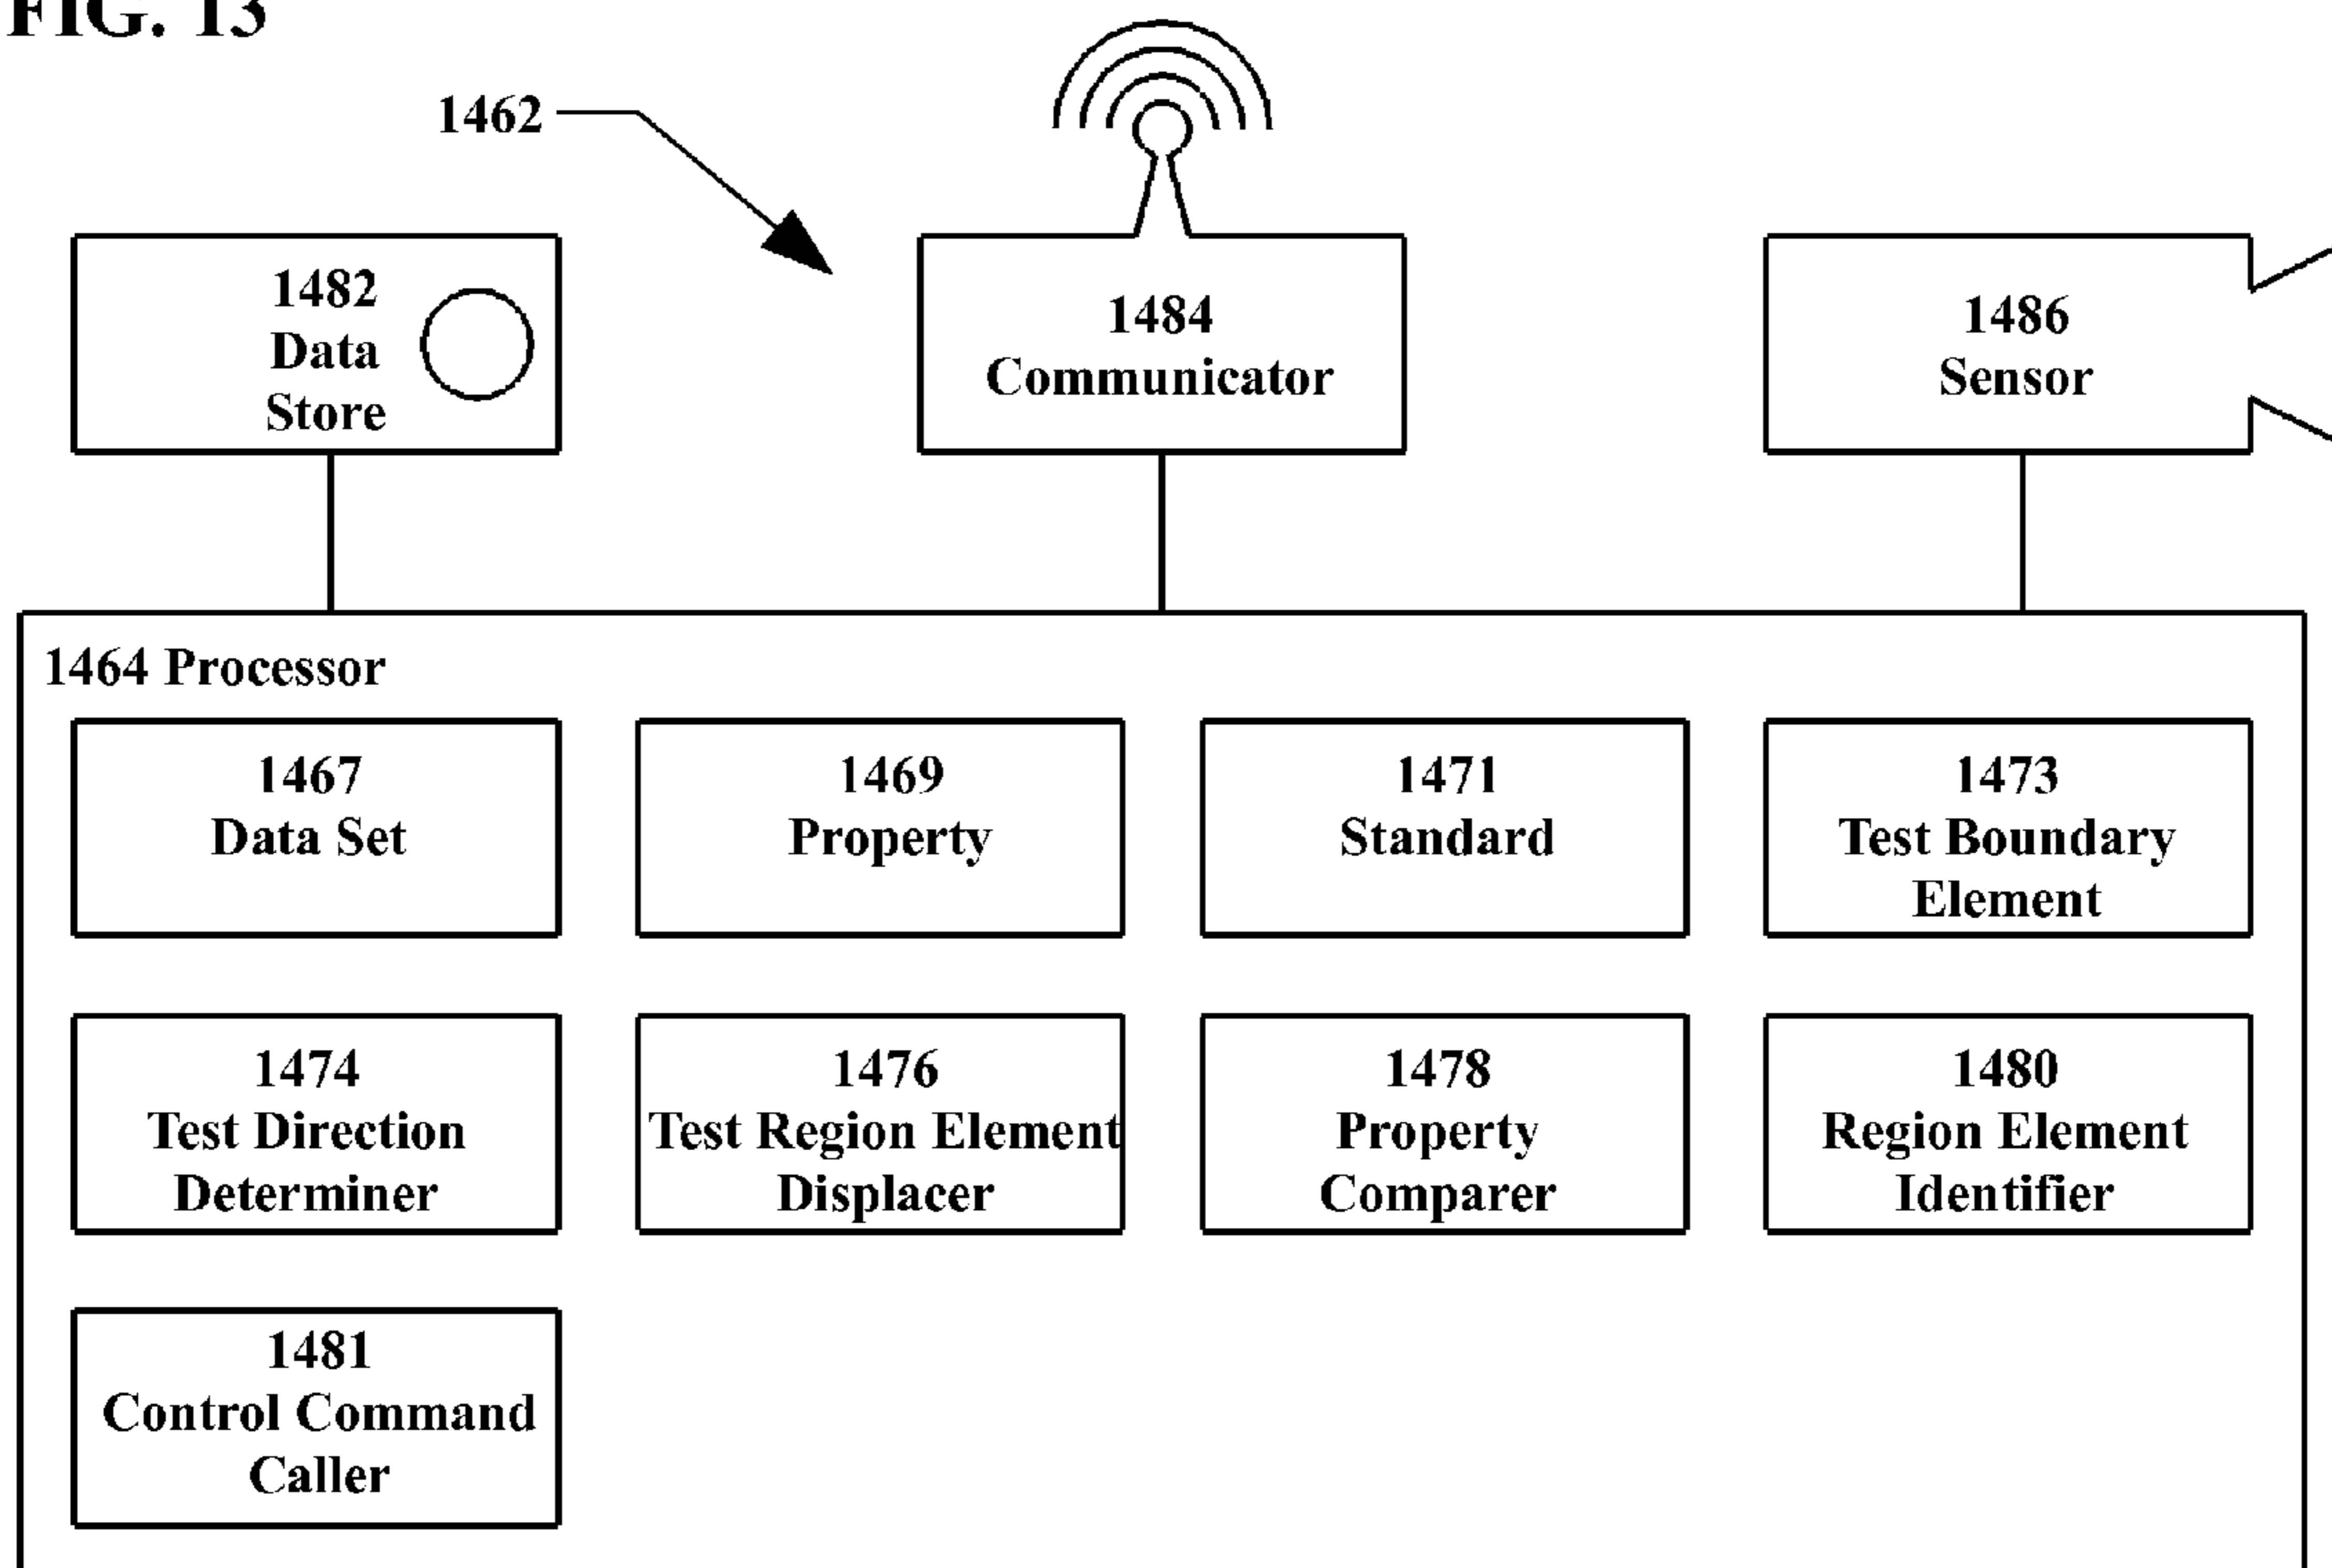 FIG. 13
1462
1482
Data
Store
1484
Communicator
1486
Sensor
1464 Processor
1467
Data Set
1469
Property
1471
Standard
1473
Test Boundary
Element
1474
Test Direction
Determiner
1476
Test Region Element
Displacer
1478
Property
Comparer
1480
Region Element
Identifier
1481
Control Command
Caller